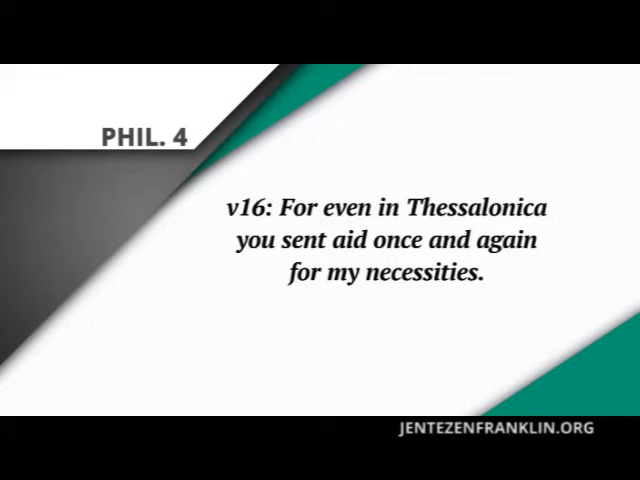 PHIL. 4
v16: For even in Thessalonica
you sent aid once and again
for my necessities.
JENTEZENFRANKLIN.ORG